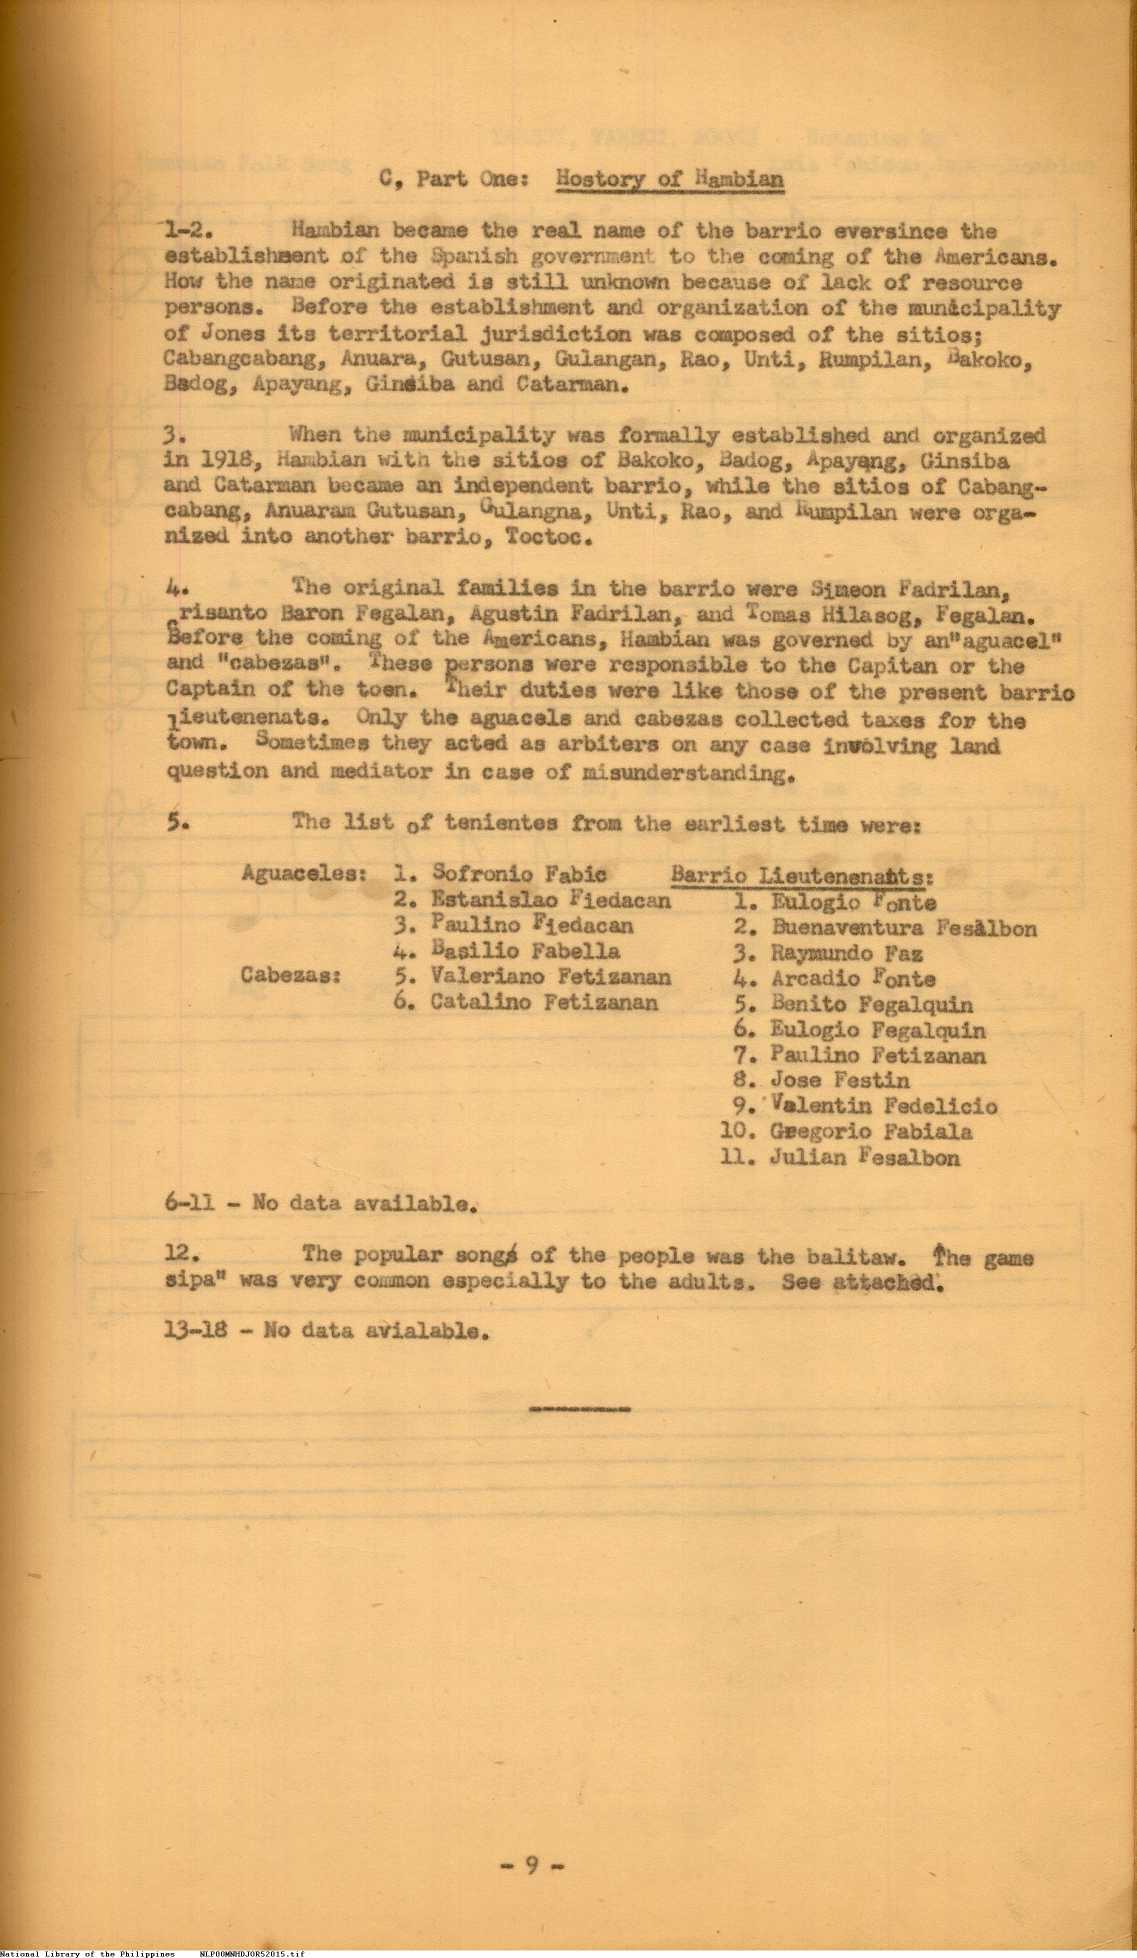 C, Part One: Hostory of Hambian
1-2. Hambian became the real name of the barrio eversince the
establishment of the Spanish government to the coming of the Americans.
How the name originated is still unknown because of lack of resource
persons. Before the establishment and organization of the municipality
of Jones its territorial jurisdiction was composed of the sitios;
Cabangcabang, Anuara, Gutusan, Gulangan, Rao, Unti, Rumpilan, Bakoko,
Badog, Apayang, Ginsiba and Catarman.
3. When the municipality was formally established and organized
in 1918, Hambian with the sitios of Bakoko, Badog, Apayang, Ginsiba
and Catarman became an independent barrio, while the sitios of Cabang-
cabang, Anuaram Gutusan, Gulangna, Unti, Rao, and Rumpilan were orga-
nized into another barrio, Toctoc.
4. The original families in the barrio were Simeon Fadrilan,
Crisanto Baron Fegalan, Agustin Fadrilan, and Tomas Hilasog, Fegalan.
Before the coming of the Americans, Hambian was governed by an"aguacel"
and "cabezas". These persons were responsible to the Capitan or the
Captain of the toen. Their duties were like those of the present barrio
lieutenenats. Only the aguacels and cabezas collected taxes for the
town. Sometimes they acted as arbiters on any case involving land
question and mediator in case of misunderstanding.
5. The list of tenientes from the earliest time were:
Aguaceles: 1. Sofronio Fabic Barrio Lieutenenants:
2. Estanislao Fiedacan 1. Eulogio Fonte
3. Paulino Fiedacan 2. Buenaventura Fesalbon
4. Basilio Fabella 3. Raymundo Faz
Cabezas: 5. Valeriano Fetizanan 4. Arcadio Fonte
6. Catalino Fetizanan 5. Benito Fegalquin
6. Eulogio Fegalquin
7. Paulino Fetizanan
8. Jose Festin
9. Valentin Fedelicio
10. Gregorio Fabiala
11. Julian Fesalbon
6-11 - No data available.
12. The popular song of the people was the balitaw. The game
sipa" was very common especially to the adults. See attached.
13-18 - No data avialable.
- 9 -
National Library of the Philippines NLPOOMNHDJOR52015.tif